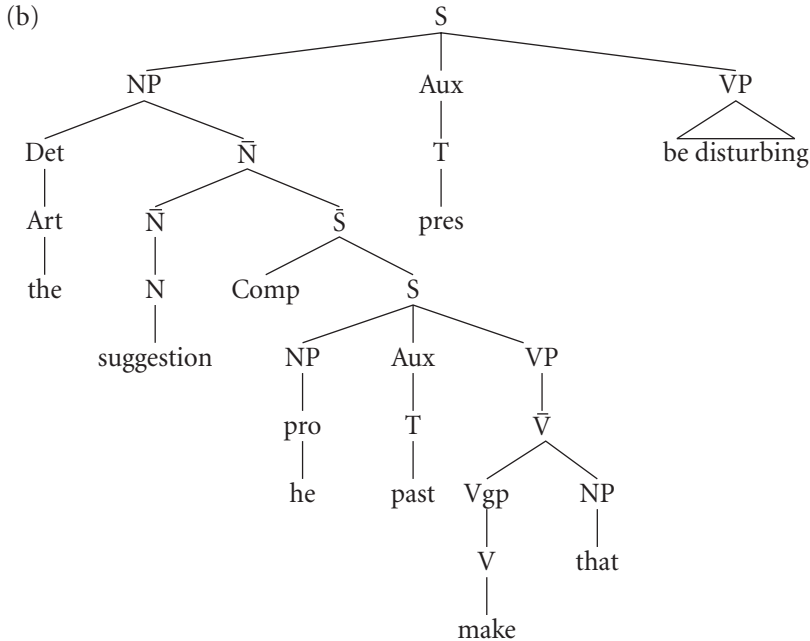 (b) S
NP Aux VP
Det N̄ T be disturbing
Art N̄ S̄ pres
the N Comp S
suggestion NP Aux VP
pro T V̄
he past Vgp NP
V that
make